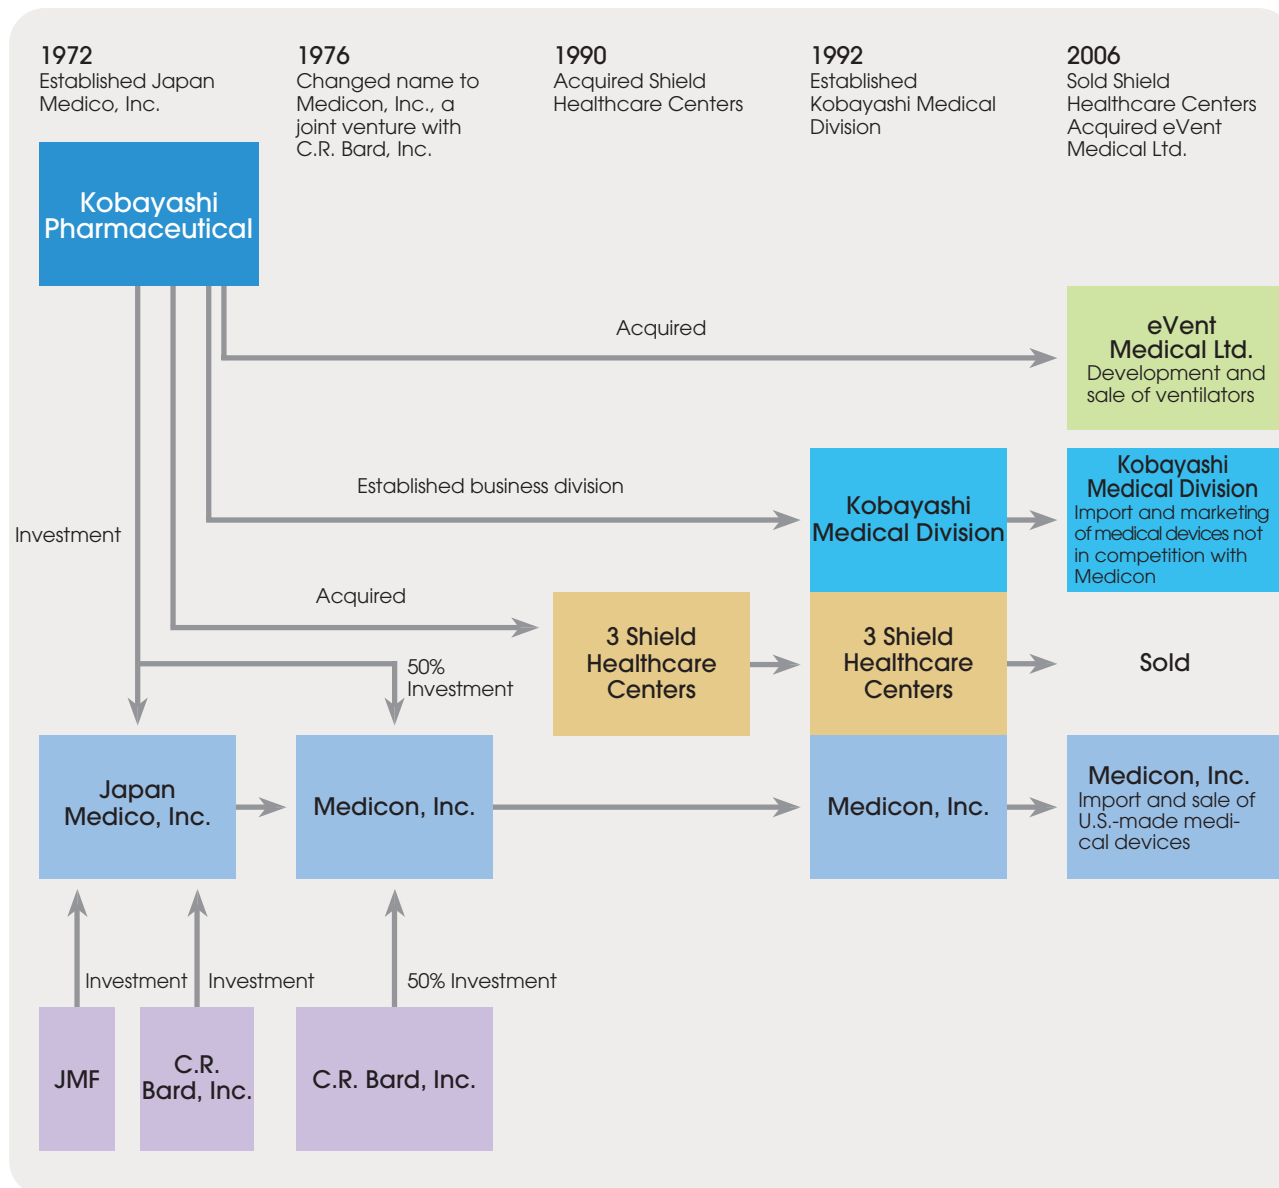 1972
Established Japan
Medico, Inc.
1976
Changed name to
Medicon, Inc., a
joint venture with
C.R. Bard, Inc.
1990
Acquired Shield
Healthcare Centers
1992
Established
Kobayashi Medical
Division
2006
Sold Shield
Healthcare Centers
Acquired eVent
Medical Ltd.
Kobayashi
Pharmaceutical
Acquired
eVent
Medical Ltd.
Development and
sale of ventilators
Investment
Established business division
Kobayashi
Medical Division
Kobayashi
Medical Division
Import and marketing
of medical devices not
in competition with
Medicon
Acquired
3 Shield
Healthcare
Centers
3 Shield
Healthcare
Centers
Sold
50%
Investment
Japan
Medico, Inc.
Medicon, Inc.
Medicon, Inc.
Medicon, Inc.
Import and sale of
U.S.-made medi-
cal devices
Investment
Investment
50% Investment
JMF
C.R.
Bard, Inc.
C.R. Bard, Inc.